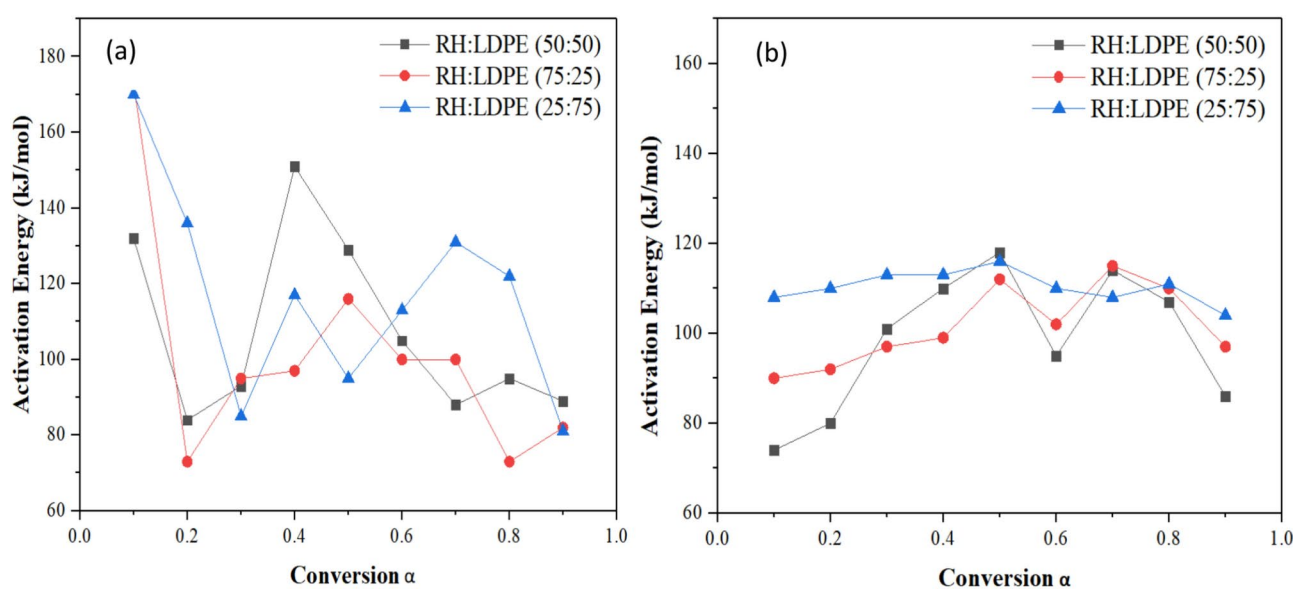 (a)
RH:LDPE (50:50)
RH:LDPE (75:25)
RH:LDPE (25:75)
Activation Energy (kJ/mol)
180
160
140
120
100
80
60
0.0 0.2 0.4 0.6 0.8 1.0
Conversion α
(b)
RH:LDPE (50:50)
RH:LDPE (75:25)
RH:LDPE (25:75)
Activation Energy (kJ/mol)
160
140
120
100
80
60
0.0 0.2 0.4 0.6 0.8 1.0
Conversion α